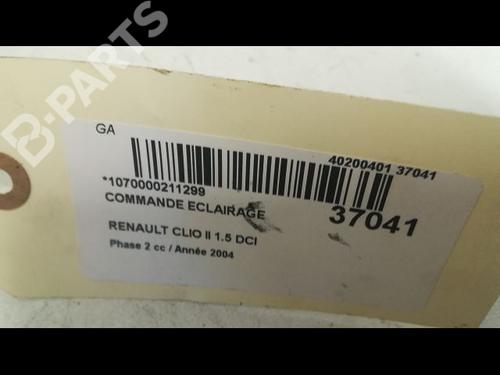 B-PARTS
GA
40200401 37041
*1070000211299
COMMANDE ECLAIRAGE
37041
RENAULT CLIO II 1.5 DCI
Phase 2 cc / Année 2004